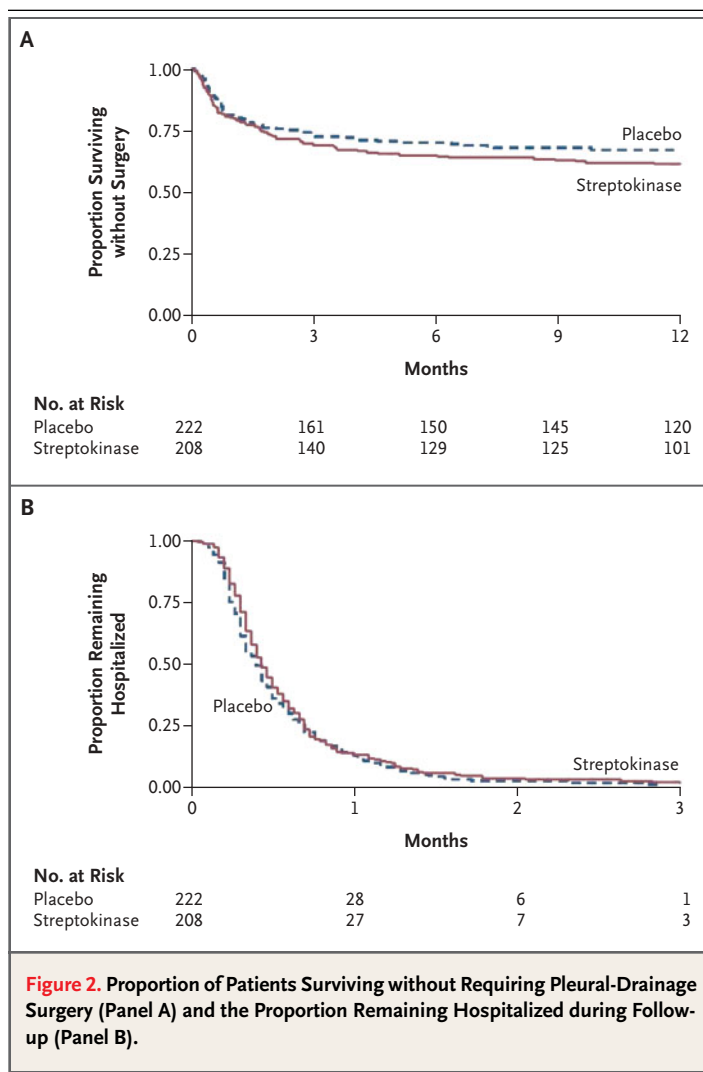 A
1.00
0.75
0.50
0.25
0.00
Proportion Surviving
without Surgery
Placebo
Streptokinase
0 3 6 9 12
Months
No. at Risk
Placebo 222 161 150 145 120
Streptokinase 208 140 129 125 101
B
1.00
0.75
0.50
0.25
0.00
Proportion Remaining
Hospitalized
Placebo
Streptokinase
0 1 2 3
Months
No. at Risk
Placebo 222 28 6 1
Streptokinase 208 27 7 3
Figure 2. Proportion of Patients Surviving without Requiring Pleural-Drainage
Surgery (Panel A) and the Proportion Remaining Hospitalized during Follow-
up (Panel B).